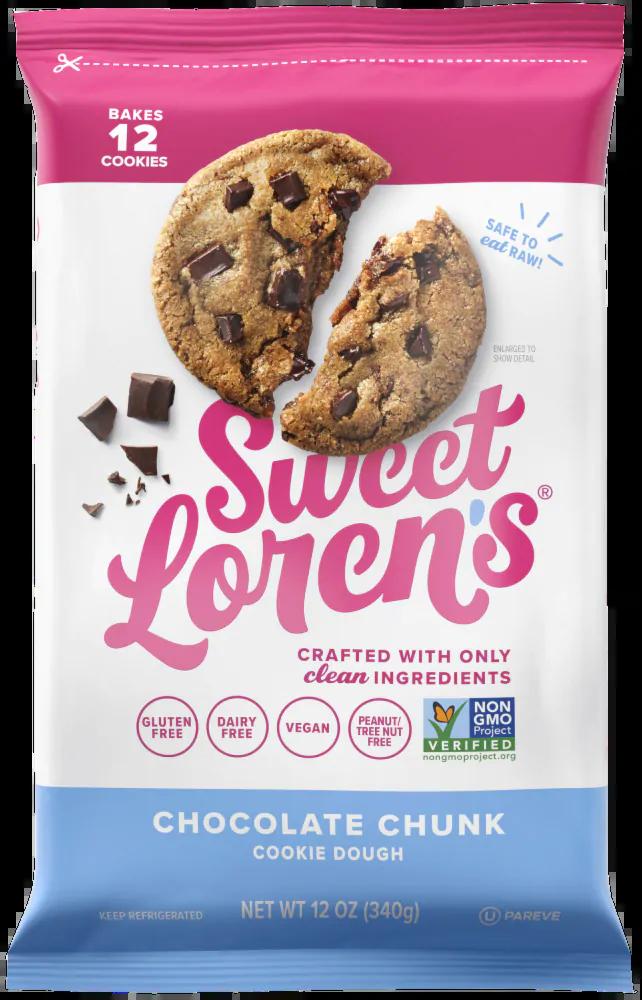 BAKES
12
COOKIES
SAFE TO
eat RAW!
ENLARGED TO
SHOW DETAIL
Sweet
Loren's®
CRAFTED WITH ONLY
clean INGREDIENTS
GLUTEN
FREE
DAIRY
FREE
VEGAN
PEANUT/
TREE NUT
FREE
NON
GMO
Project
VERIFIED
nongmoproject.org
CHOCOLATE CHUNK
COOKIE DOUGH
KEEP REFRIGERATED
NET WT 12 OZ (340g)
U PAREVE